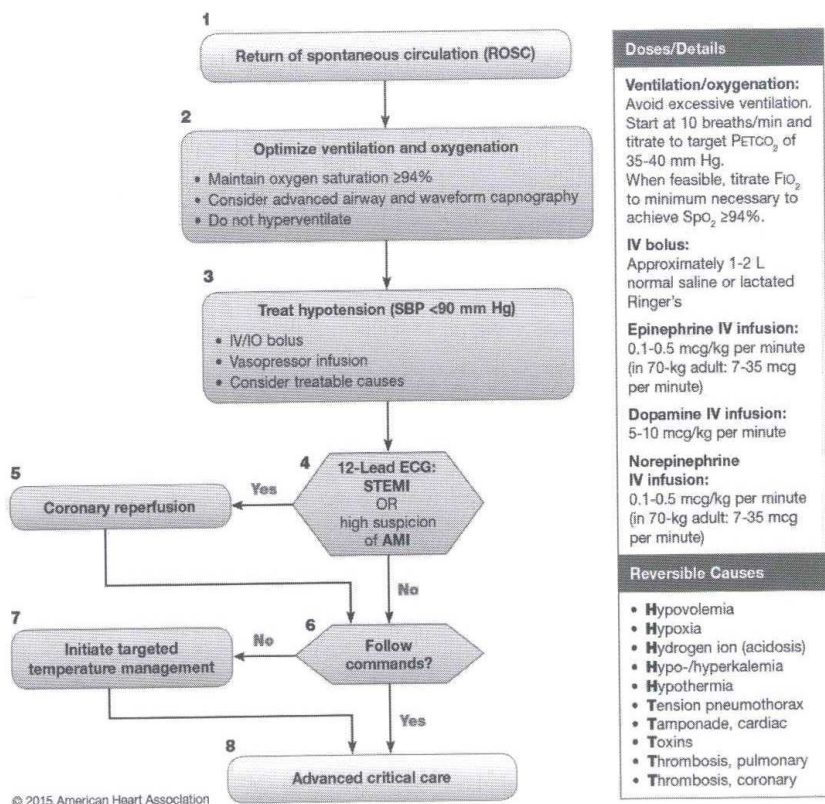 1
Return of spontaneous circulation (ROSC)
2
Optimize ventilation and oxygenation
• Maintain oxygen saturation ≥94%
• Consider advanced airway and waveform capnography
• Do not hyperventilate
3
Treat hypotension (SBP <90 mm Hg)
• IV/IO bolus
• Vasopressor infusion
• Consider treatable causes
4
12-Lead ECG:
STEMI
OR
high suspicion
of AMI
Yes
5
Coronary reperfusion
No
6
Follow
commands?
No
7
Initiate targeted
temperature management
Yes
8
Advanced critical care
© 2015 American Heart Association
Doses/Details
Ventilation/oxygenation:
Avoid excessive ventilation.
Start at 10 breaths/min and
titrate to target PETCO₂ of
35-40 mm Hg.
When feasible, titrate FIO₂
to minimum necessary to
achieve SpO₂ ≥94%.
IV bolus:
Approximately 1-2 L
normal saline or lactated
Ringer's
Epinephrine IV infusion:
0.1-0.5 mcg/kg per minute
(in 70-kg adult: 7-35 mcg
per minute)
Dopamine IV infusion:
5-10 mcg/kg per minute
Norepinephrine
IV infusion:
0.1-0.5 mcg/kg per minute
(in 70-kg adult: 7-35 mcg
per minute)
Reversible Causes
• Hypovolemia
• Hypoxia
• Hydrogen ion (acidosis)
• Hypo-/hyperkalemia
• Hypothermia
• Tension pneumothorax
• Tamponade, cardiac
• Toxins
• Thrombosis, pulmonary
• Thrombosis, coronary